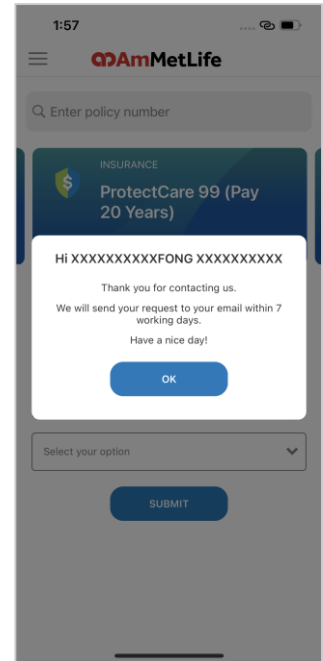 1:57
AmMetLife
Enter policy number
INSURANCE
ProtectCare 99 (Pay
20 Years)
Hi XXXXXXXXXXFONG XXXXXXXXXX
Thank you for contacting us.
We will send your request to your email within 7
working days.
Have a nice day!
OK
Select your option
SUBMIT